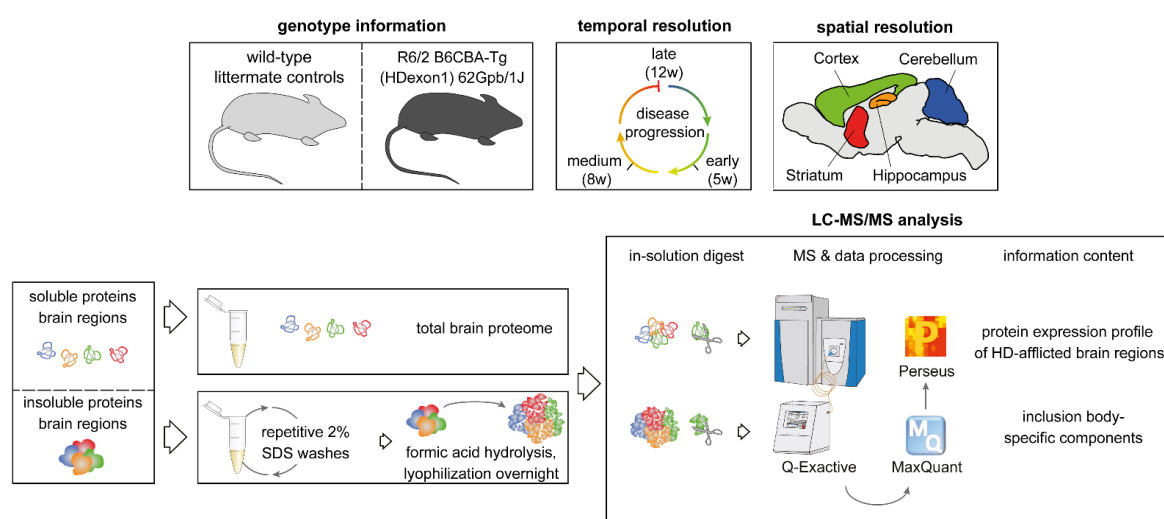 genotype information
wild-type
littermate controls
R6/2 B6CBA-Tg
(HDexon1) 62Gpb/1J
temporal resolution
late
(12w)
disease
progression
medium
(8w)
early
(5w)
spatial resolution
Cortex
Cerebellum
Striatum
Hippocampus
soluble proteins
brain regions
insoluble proteins
brain regions
total brain proteome
repetitive 2%
SDS washes
formic acid hydrolysis,
lyophilization overnight
LC-MS/MS analysis
in-solution digest
MS & data processing
information content
P
Perseus
protein expression profile
of HD-afflicted brain regions
Q-Exactive
MQ
MaxQuant
inclusion body-
specific components